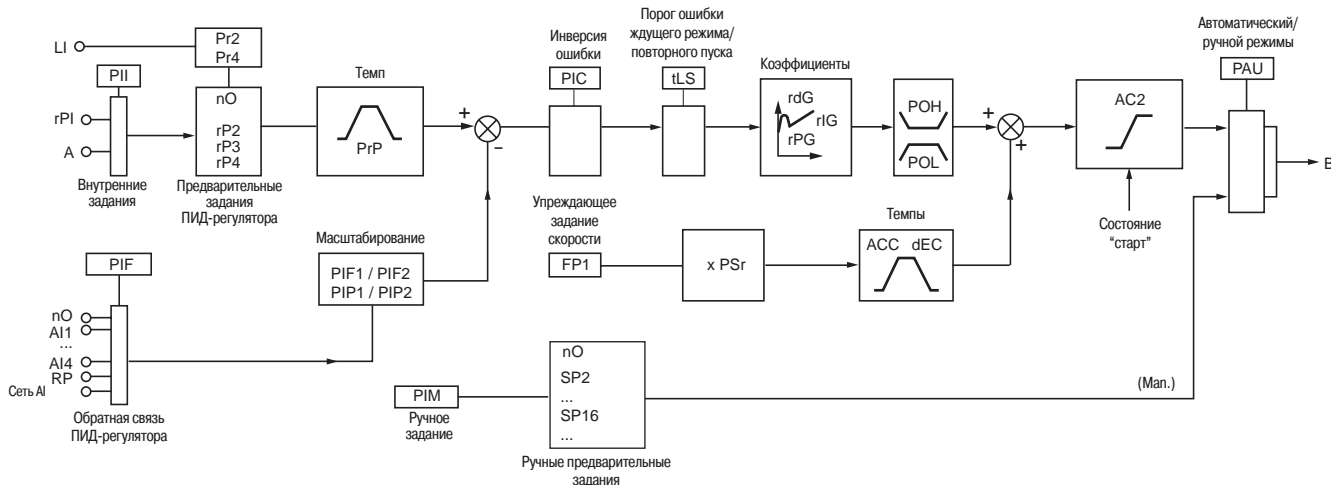 LI
Pr2
Pr4
PII
rPI
A
Внутренние
задания
nO
rP2
rP3
rP4
Предварительные
задания
ПИД-регулятора
Темп
PrP
+
−
Инверсия
ошибки
PIC
Порог ошибки
ждущего режима/
повторного пуска
tLS
Коэффициенты
rdG
rIG
rPG
POH
POL
+
+
AC2
Состояние
“старт”
Автоматический/
ручной режимы
PAU
B
Масштабирование
PIF1 / PIF2
PIP1 / PIP2
Упреждающее
задание
скорости
FP1
x PSr
Темпы
ACC dEC
PIF
nO
AI1
...
AI4
RP
Сеть AI
Обратная связь
ПИД-регулятора
PIM
Ручное
задание
nO
SP2
...
SP16
...
Ручные предварительные
задания
(Man.)